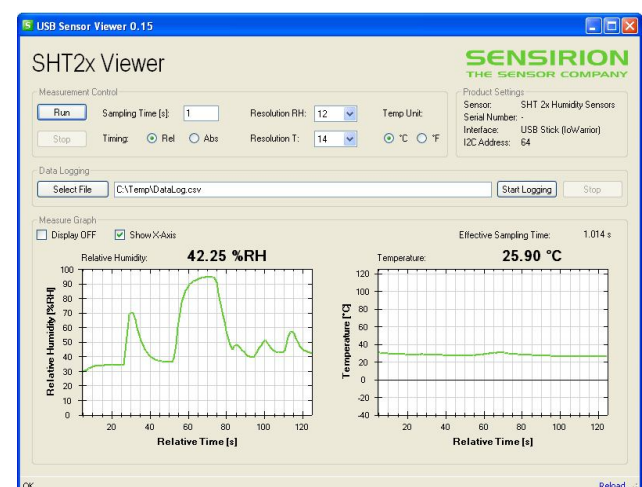 USB Sensor Viewer 0.15
SHT2x Viewer
SENSIRION
THE SENSOR COMPANY
Measurement Control
Run
Sampling Time [s]: 1
Resolution RH: 12
Temp Unit:
Stop
Timing: Rel Abs
Resolution T: 14
°C °F
Product Settings
Sensor: SHT 2x Humidity Sensors
Serial Number: -
Interface: USB Stick (IoWarrior)
I2C Address: 64
Data Logging
Select File
C:\Temp\DataLog.csv
Start Logging
Stop
Measure Graph
Display OFF
Show X-Axis
Effective Sampling Time: 1.014 s
Relative Humidity: 42.25 %RH
100
90
80
70
60
50
40
30
20
10
0
Relative Humidity [%RH]
20 40 60 80 100 120
Relative Time [s]
Temperature: 25.90 °C
120
100
80
60
40
20
0
-20
-40
Temperature [°C]
20 40 60 80 100 120
Relative Time [s]
OK
Reload